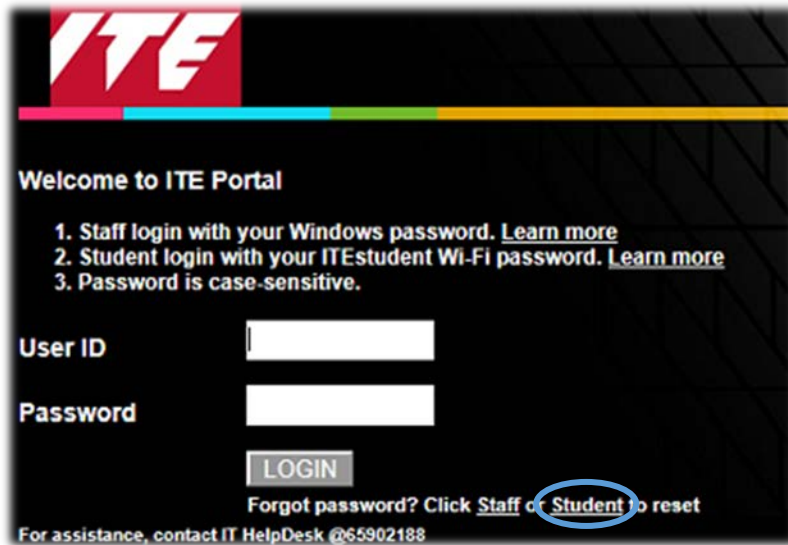 ITE
Welcome to ITE Portal
1. Staff login with your Windows password. Learn more
2. Student login with your ITEstudent Wi-Fi password. Learn more
3. Password is case-sensitive.
User ID
Password
LOGIN
Forgot password? Click Staff or Student to reset
For assistance, contact IT HelpDesk @65902188